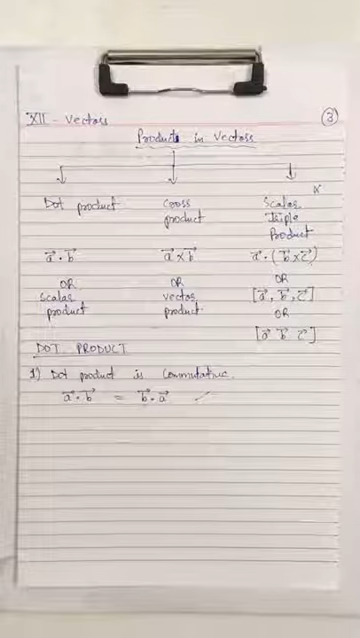 XII - Vectors
3
Products in Vectors
Dot product
Cross product
x
Scalar Triple Product
a⃗ . b⃗
a⃗ × b⃗
a⃗ . (b⃗ × c⃗)
OR
OR
OR
Scalar product
vector product
[a⃗, b⃗, c⃗]
OR
[a⃗ b⃗ c⃗]
DOT PRODUCT
1) Dot product is Commutative.
a⃗ . b⃗ = b⃗ . a⃗ ✓